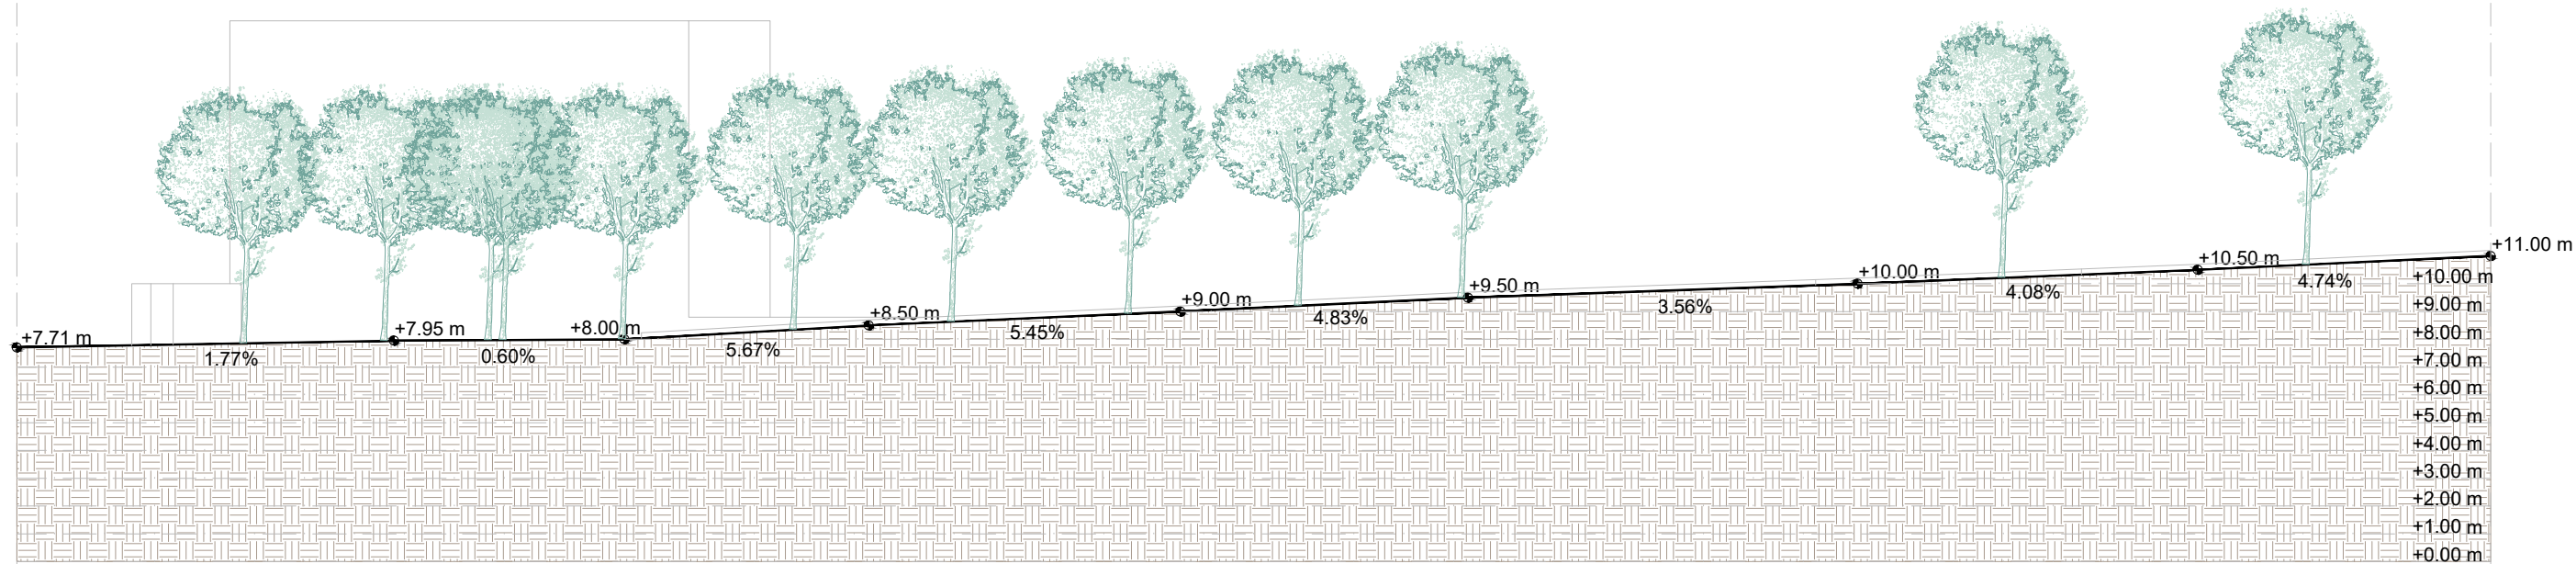 +7.71 m
1.77%
+7.95 m
0.60%
+8.00 m
5.67%
+8.50 m
5.45%
+9.00 m
4.83%
+9.50 m
3.56%
+10.00 m
4.08%
+10.50 m
4.74%
+11.00 m
+10.00 m
+9.00 m
+8.00 m
+7.00 m
+6.00 m
+5.00 m
+4.00 m
+3.00 m
+2.00 m
+1.00 m
+0.00 m